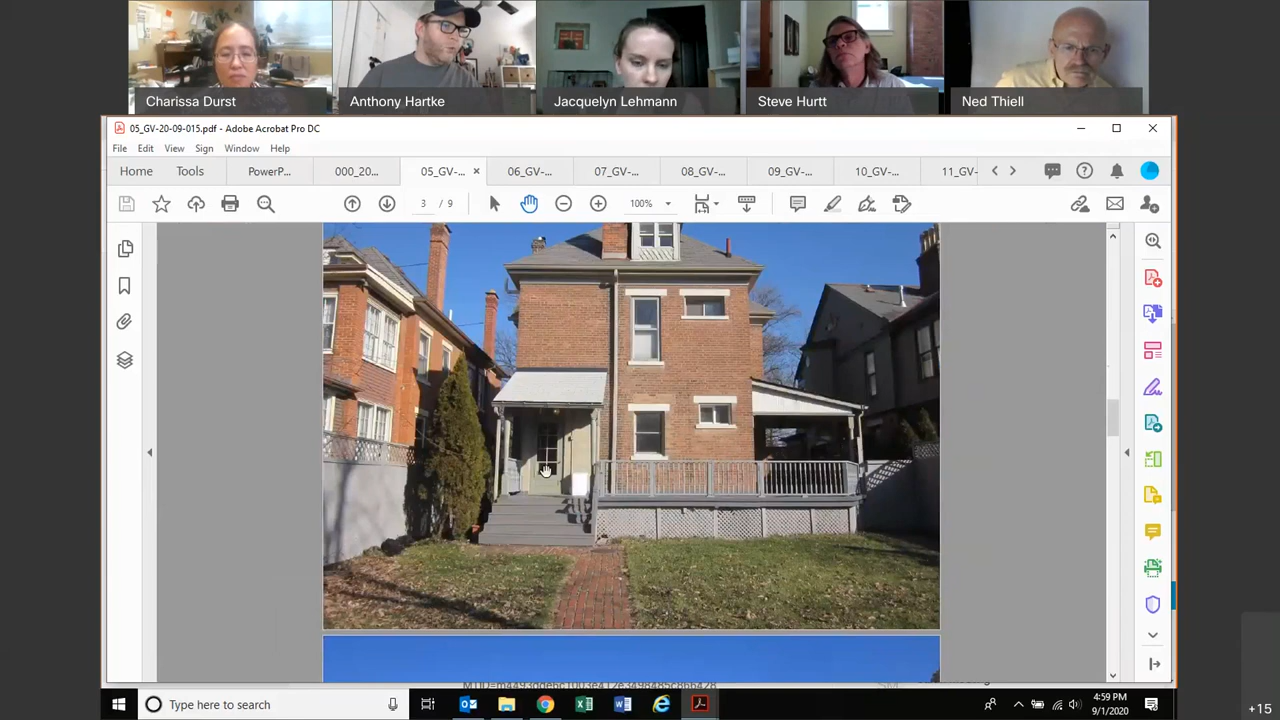 Charissa Durst
Anthony Hartke
Jacquelyn Lehmann
Steve Hurtt
Ned Thiell
05_GV-20-09-015.pdf - Adobe Acrobat Pro DC
File Edit View Sign Window Help
Home Tools PowerP... 000_20... 05_GV-... × 06_GV-... 07_GV-... 08_GV-... 09_GV-... 10_GV-... 11_GV-
3 / 9 100%
Type here to search
4:59 PM
9/1/2020
+15